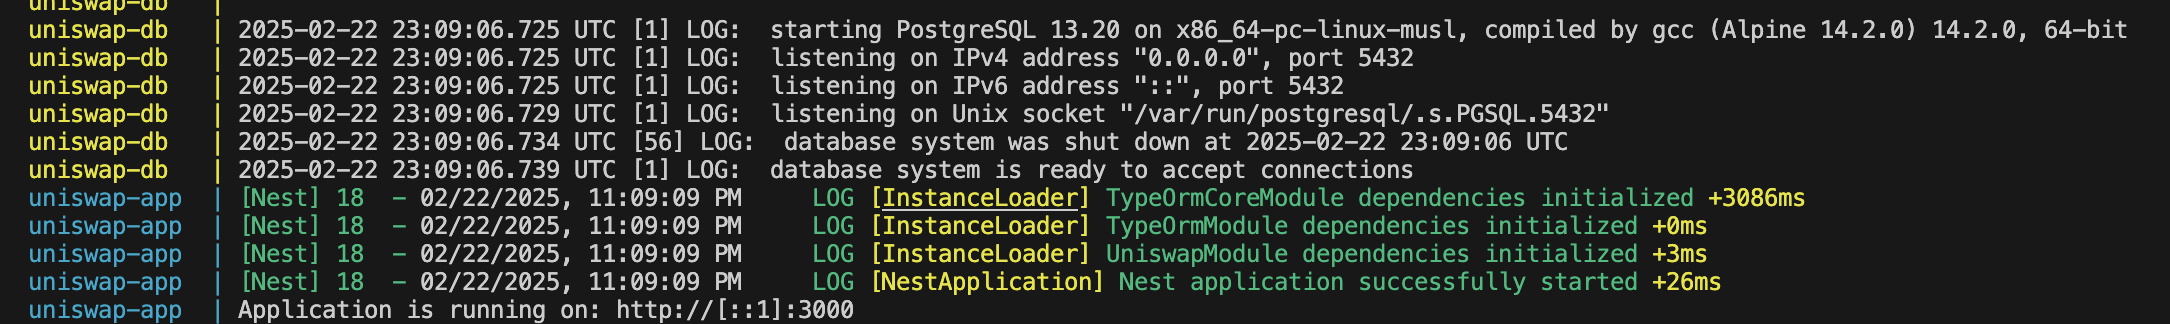 uniswap-db |
uniswap-db | 2025-02-22 23:09:06.725 UTC [1] LOG:  starting PostgreSQL 13.20 on x86_64-pc-linux-musl, compiled by gcc (Alpine 14.2.0) 14.2.0, 64-bit
uniswap-db | 2025-02-22 23:09:06.725 UTC [1] LOG:  listening on IPv4 address "0.0.0.0", port 5432
uniswap-db | 2025-02-22 23:09:06.725 UTC [1] LOG:  listening on IPv6 address "::", port 5432
uniswap-db | 2025-02-22 23:09:06.729 UTC [1] LOG:  listening on Unix socket "/var/run/postgresql/.s.PGSQL.5432"
uniswap-db | 2025-02-22 23:09:06.734 UTC [56] LOG:  database system was shut down at 2025-02-22 23:09:06 UTC
uniswap-db | 2025-02-22 23:09:06.739 UTC [1] LOG:  database system is ready to accept connections
uniswap-app | [Nest] 18  - 02/22/2025, 11:09:09 PM     LOG [InstanceLoader] TypeOrmCoreModule dependencies initialized +3086ms
uniswap-app | [Nest] 18  - 02/22/2025, 11:09:09 PM     LOG [InstanceLoader] TypeOrmModule dependencies initialized +0ms
uniswap-app | [Nest] 18  - 02/22/2025, 11:09:09 PM     LOG [InstanceLoader] UniswapModule dependencies initialized +3ms
uniswap-app | [Nest] 18  - 02/22/2025, 11:09:09 PM     LOG [NestApplication] Nest application successfully started +26ms
uniswap-app | Application is running on: http://[::1]:3000